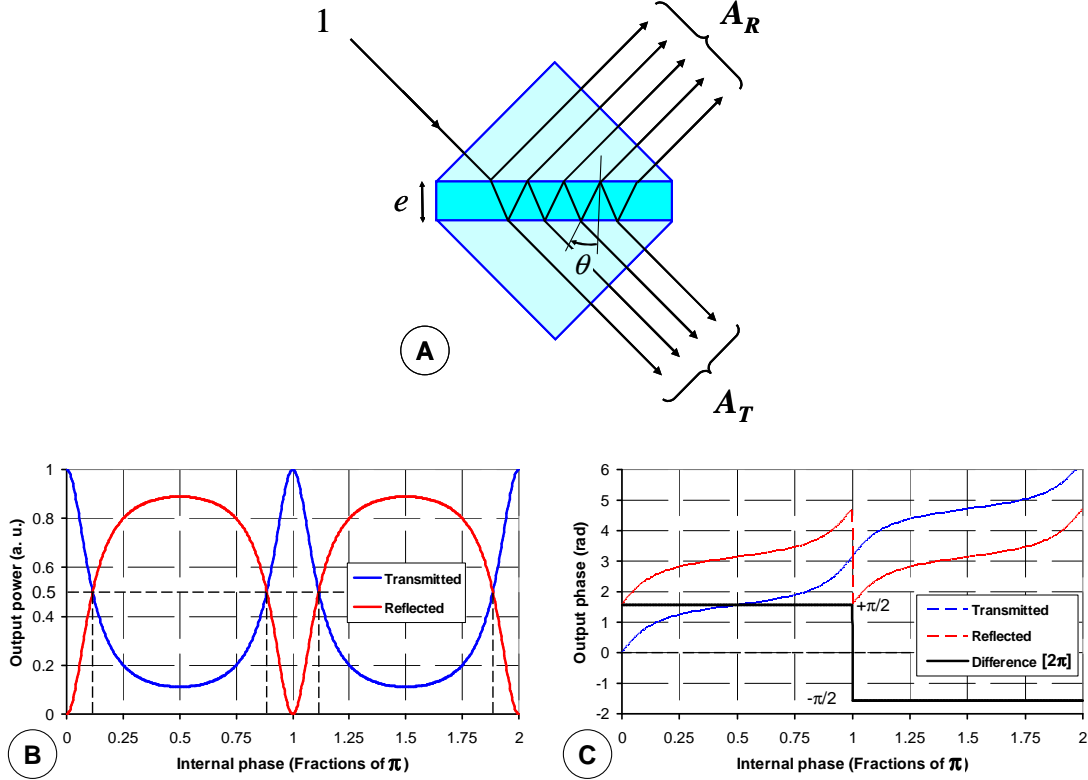 1
A_R
e
θ
A
A_T
Output power (a. u.)
1
0.8
0.6
0.5
0.4
0.2
0
Transmitted
Reflected
0 0.25 0.5 0.75 1 1.25 1.5 1.75 2
Internal phase (Fractions of π)
B
Output phase (rad)
6
5
4
3
2
1
0
-1
-2
+π/2
-π/2
Transmitted
Reflected
Difference [2π]
0 0.25 0.5 0.75 1 1.25 1.5 1.75 2
Internal phase (Fractions of π)
C